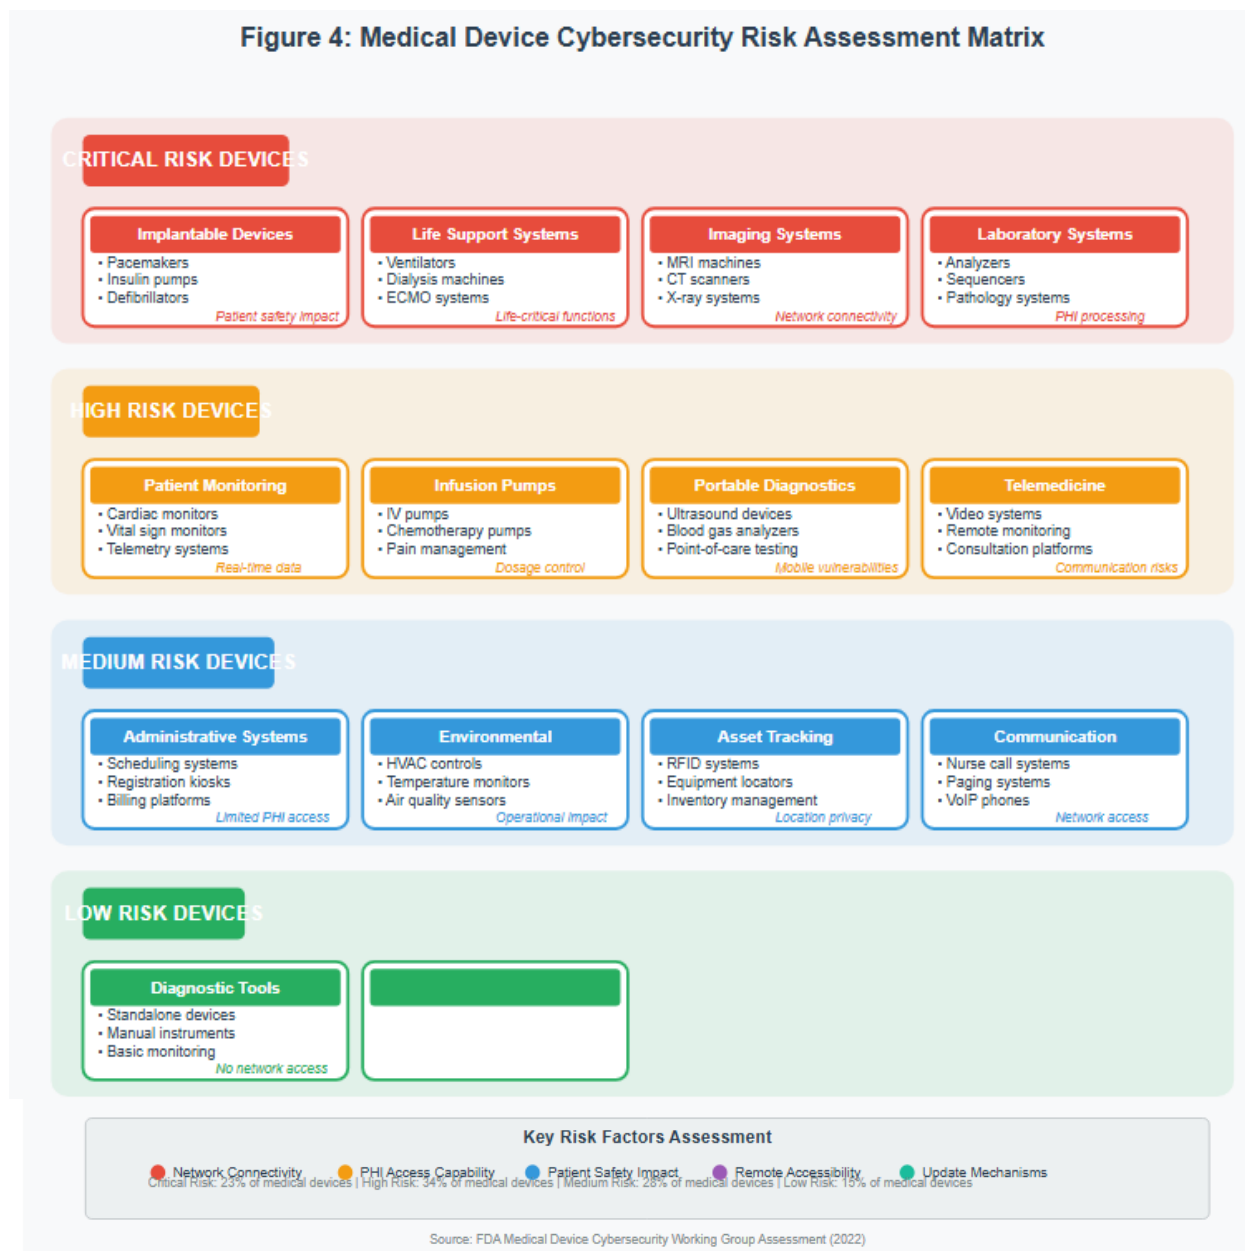 Figure 4: Medical Device Cybersecurity Risk Assessment Matrix
CRITICAL RISK DEVICES
Implantable Devices
• Pacemakers
• Insulin pumps
• Defibrillators
Patient safety impact
Life Support Systems
• Ventilators
• Dialysis machines
• ECMO systems
Life-critical functions
Imaging Systems
• MRI machines
• CT scanners
• X-ray systems
Network connectivity
Laboratory Systems
• Analyzers
• Sequencers
• Pathology systems
PHI processing
HIGH RISK DEVICES
Patient Monitoring
• Cardiac monitors
• Vital sign monitors
• Telemetry systems
Real-time data
Infusion Pumps
• IV pumps
• Chemotherapy pumps
• Pain management
Dosage control
Portable Diagnostics
• Ultrasound devices
• Blood gas analyzers
• Point-of-care testing
Mobile vulnerabilities
Telemedicine
• Video systems
• Remote monitoring
• Consultation platforms
Communication risks
MEDIUM RISK DEVICES
Administrative Systems
• Scheduling systems
• Registration kiosks
• Billing platforms
Limited PHI access
Environmental
• HVAC controls
• Temperature monitors
• Air quality sensors
Operational impact
Asset Tracking
• RFID systems
• Equipment locators
• Inventory management
Location privacy
Communication
• Nurse call systems
• Paging systems
• VoIP phones
Network access
LOW RISK DEVICES
Diagnostic Tools
• Standalone devices
• Manual instruments
• Basic monitoring
No network access
Key Risk Factors Assessment
Network Connectivity
PHI Access Capability
Patient Safety Impact
Remote Accessibility
Update Mechanisms
Critical Risk: 23% of medical devices | High Risk: 34% of medical devices | Medium Risk: 28% of medical devices | Low Risk: 15% of medical devices
Source: FDA Medical Device Cybersecurity Working Group Assessment (2022)